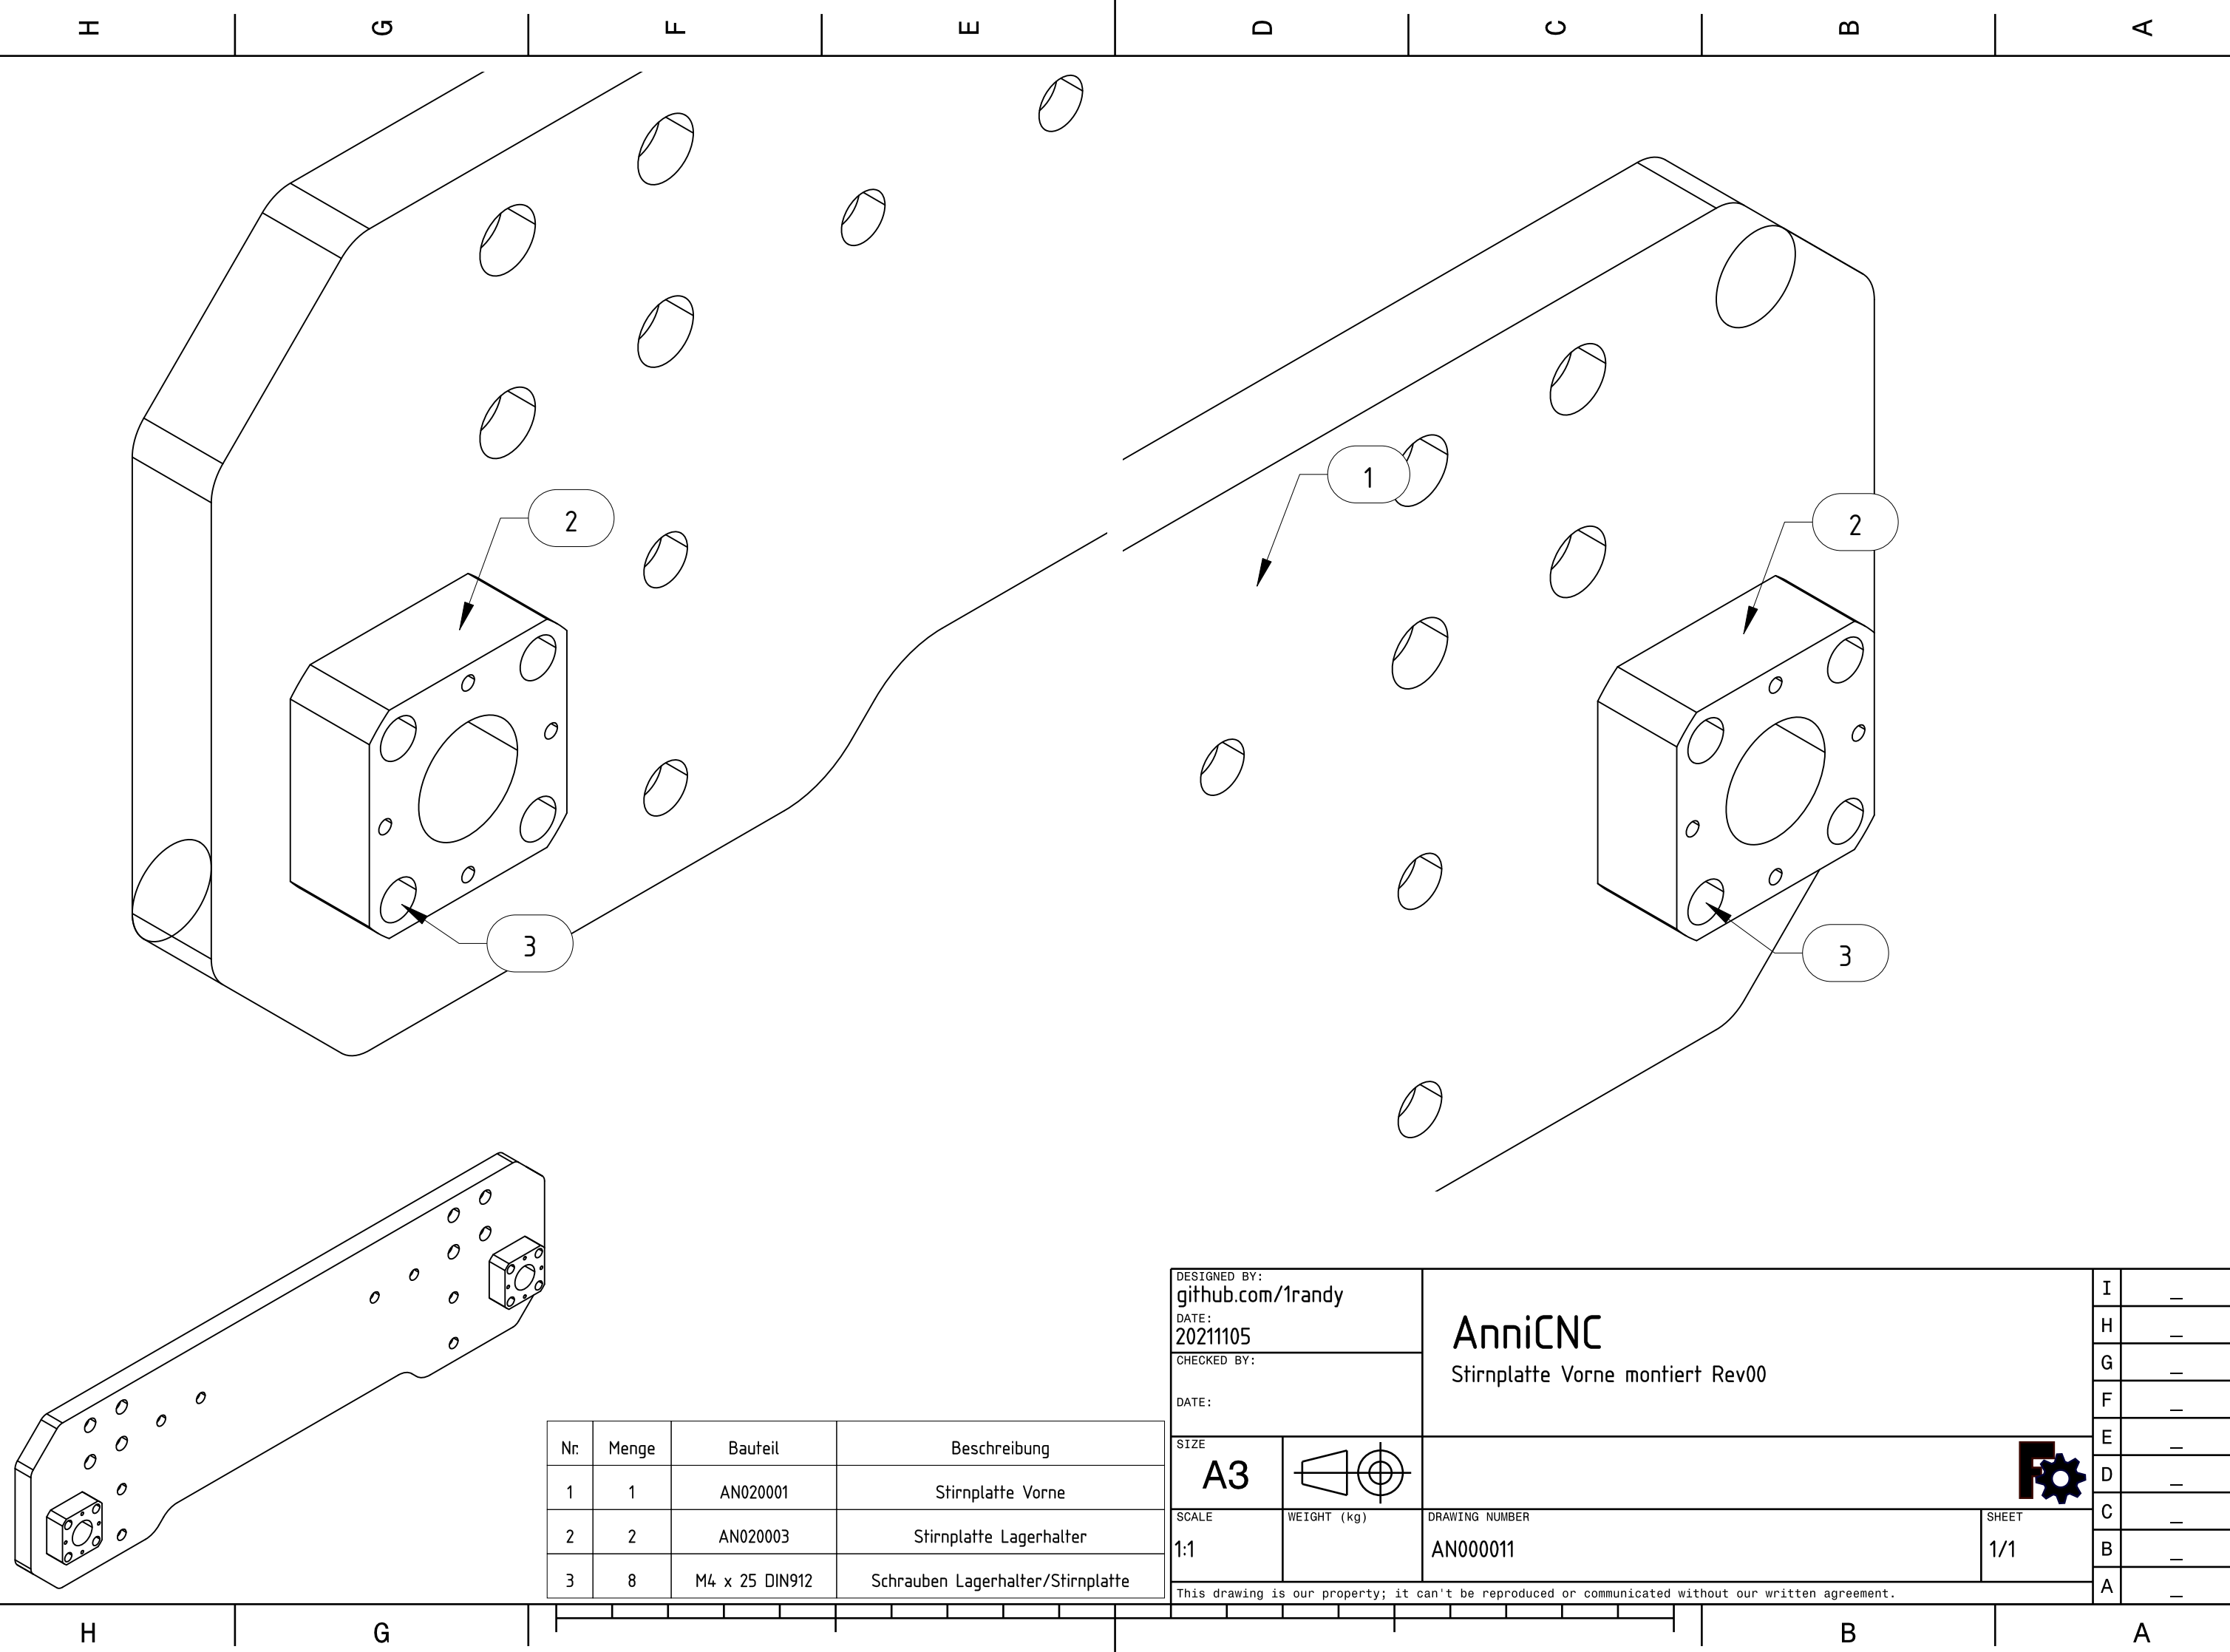 H G F E D C B A
1
2
2
3
3
DESIGNED BY:
github.com/1randy
DATE:
20211105
CHECKED BY:
DATE:
AnniCNC
Stirnplatte Vorne montiert Rev00
SIZE
A3
SCALE
1:1
WEIGHT (kg)
DRAWING NUMBER
AN000011
SHEET
1/1
This drawing is our property; it can't be reproduced or communicated without our written agreement.
I _
H _
G _
F _
E _
D _
C _
B _
A _
Nr. Menge Bauteil Beschreibung
1 1 AN020001 Stirnplatte Vorne
2 2 AN020003 Stirnplatte Lagerhalter
3 8 M4 x 25 DIN912 Schrauben Lagerhalter/Stirnplatte
H G B A